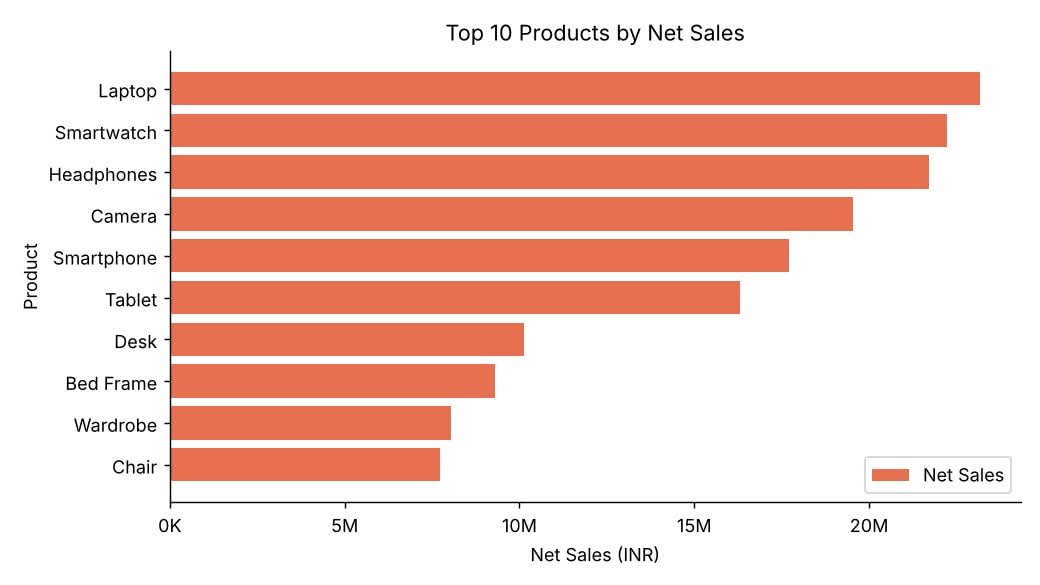 Top 10 Products by Net Sales
Product
Laptop
Smartwatch
Headphones
Camera
Smartphone
Tablet
Desk
Bed Frame
Wardrobe
Chair
Net Sales
0K 5M 10M 15M 20M
Net Sales (INR)